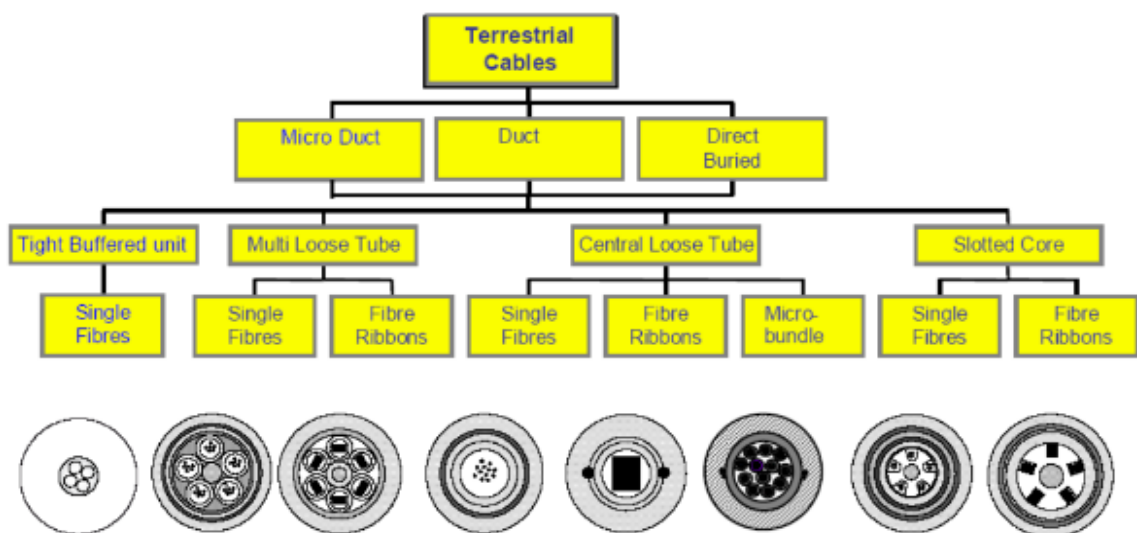 Terrestrial
Cables
Micro Duct
Duct
Direct
Buried
Tight Buffered unit
Multi Loose Tube
Central Loose Tube
Slotted Core
Single
Fibres
Single
Fibres
Fibre
Ribbons
Single
Fibres
Fibre
Ribbons
Micro-
bundle
Single
Fibres
Fibre
Ribbons